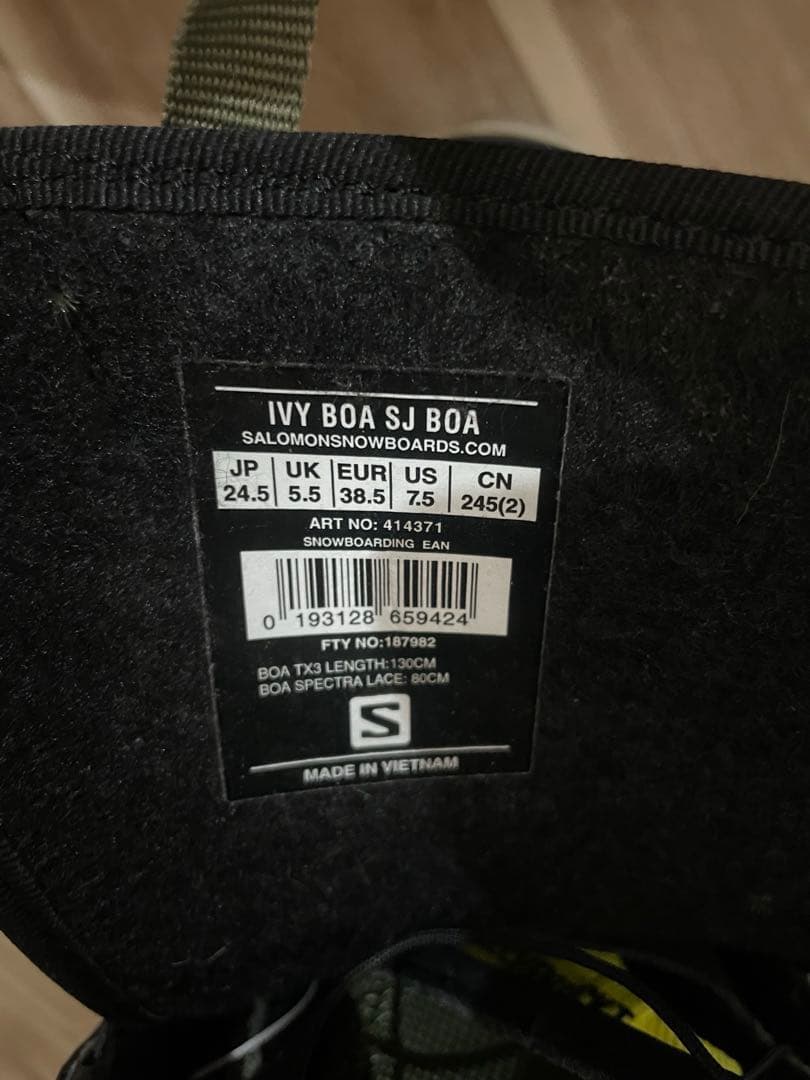 IVY BOA SJ BOA
SALOMONSNOWBOARDS.COM
JP UK EUR US CN
24.5 5.5 38.5 7.5 245(2)
ART NO: 414371
SNOWBOARDING EAN
0 193128 659424
FTY NO:187982
BOA TX3 LENGTH:130CM
BOA SPECTRA LACE: 80CM
S
MADE IN VIETNAM